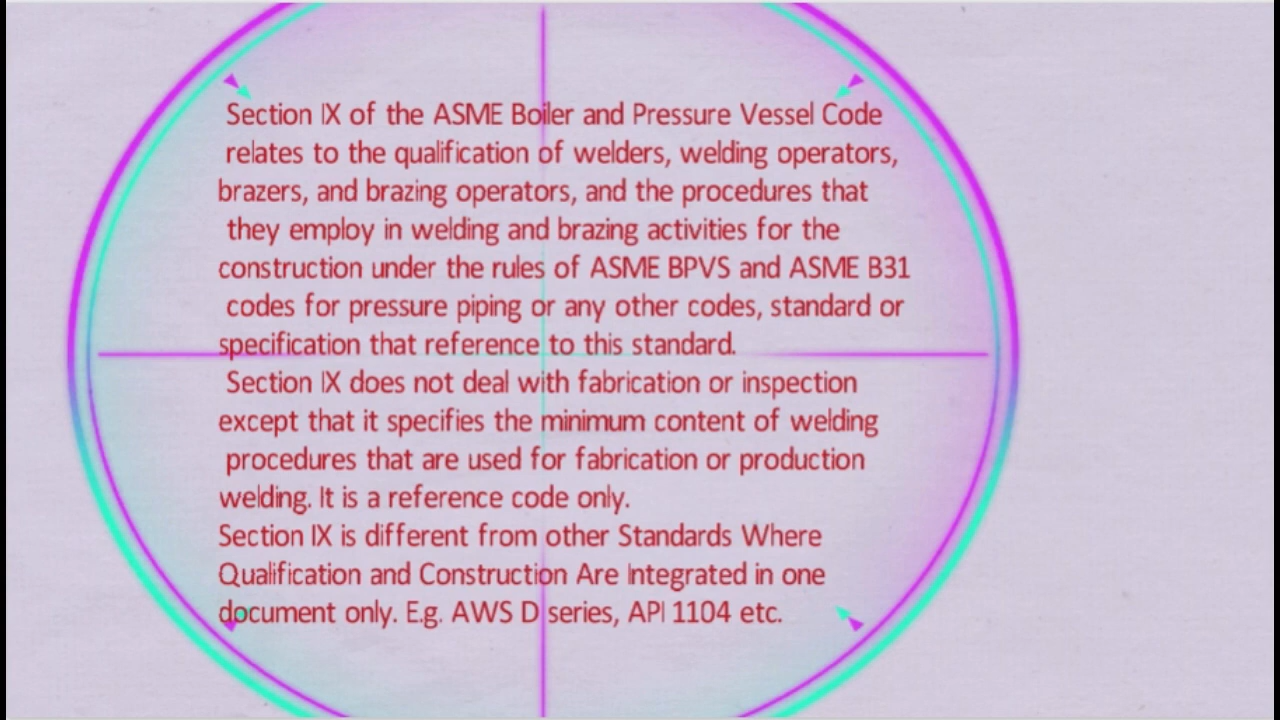 Section IX of the ASME Boiler and Pressure Vessel Code
relates to the qualification of welders, welding operators,
brazers, and brazing operators, and the procedures that
they employ in welding and brazing activities for the
construction under the rules of ASME BPVS and ASME B31
codes for pressure piping or any other codes, standard or
specification that reference to this standard.
Section IX does not deal with fabrication or inspection
except that it specifies the minimum content of welding
procedures that are used for fabrication or production
welding. It is a reference code only.
Section IX is different from other Standards Where
Qualification and Construction Are Integrated in one
document only. E.g. AWS D series, API 1104 etc.